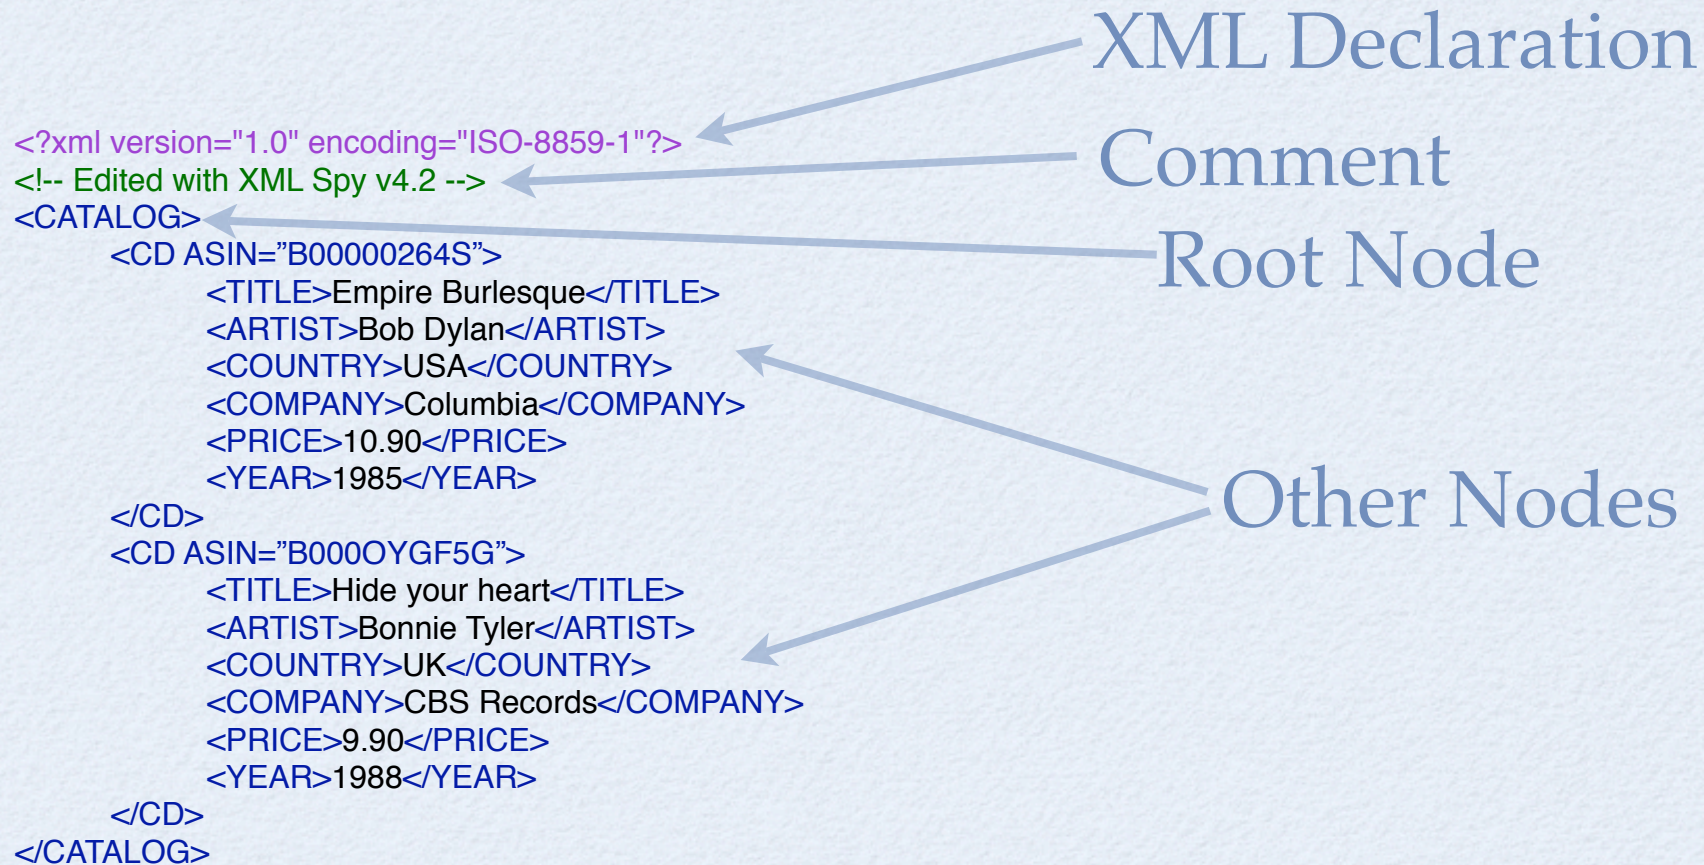 XML Declaration
<?xml version="1.0" encoding="ISO-8859-1"?>
Comment
<!-- Edited with XML Spy v4.2 -->
<CATALOG>
Root Node
<CD ASIN=”B00000264S”>
<TITLE>Empire Burlesque</TITLE>
<ARTIST>Bob Dylan</ARTIST>
<COUNTRY>USA</COUNTRY>
<COMPANY>Columbia</COMPANY>
<PRICE>10.90</PRICE>
<YEAR>1985</YEAR>
Other Nodes
</CD>
<CD ASIN=”B000OYGF5G”>
<TITLE>Hide your heart</TITLE>
<ARTIST>Bonnie Tyler</ARTIST>
<COUNTRY>UK</COUNTRY>
<COMPANY>CBS Records</COMPANY>
<PRICE>9.90</PRICE>
<YEAR>1988</YEAR>
</CD>
</CATALOG>